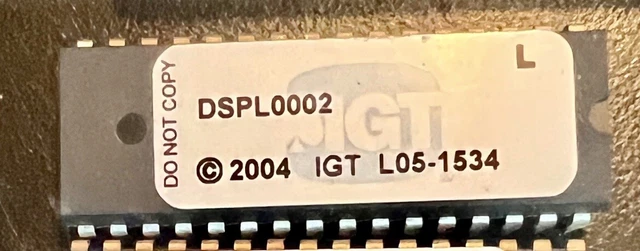 L
DO NOT COPY
DSPL0002
IGT
© 2004 IGT L05-1534